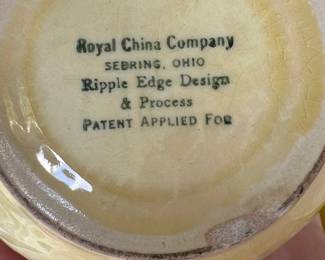 Royal China Company
SEBRING, OHIO
Ripple Edge Design
& Process
PATENT APPLIED FOR